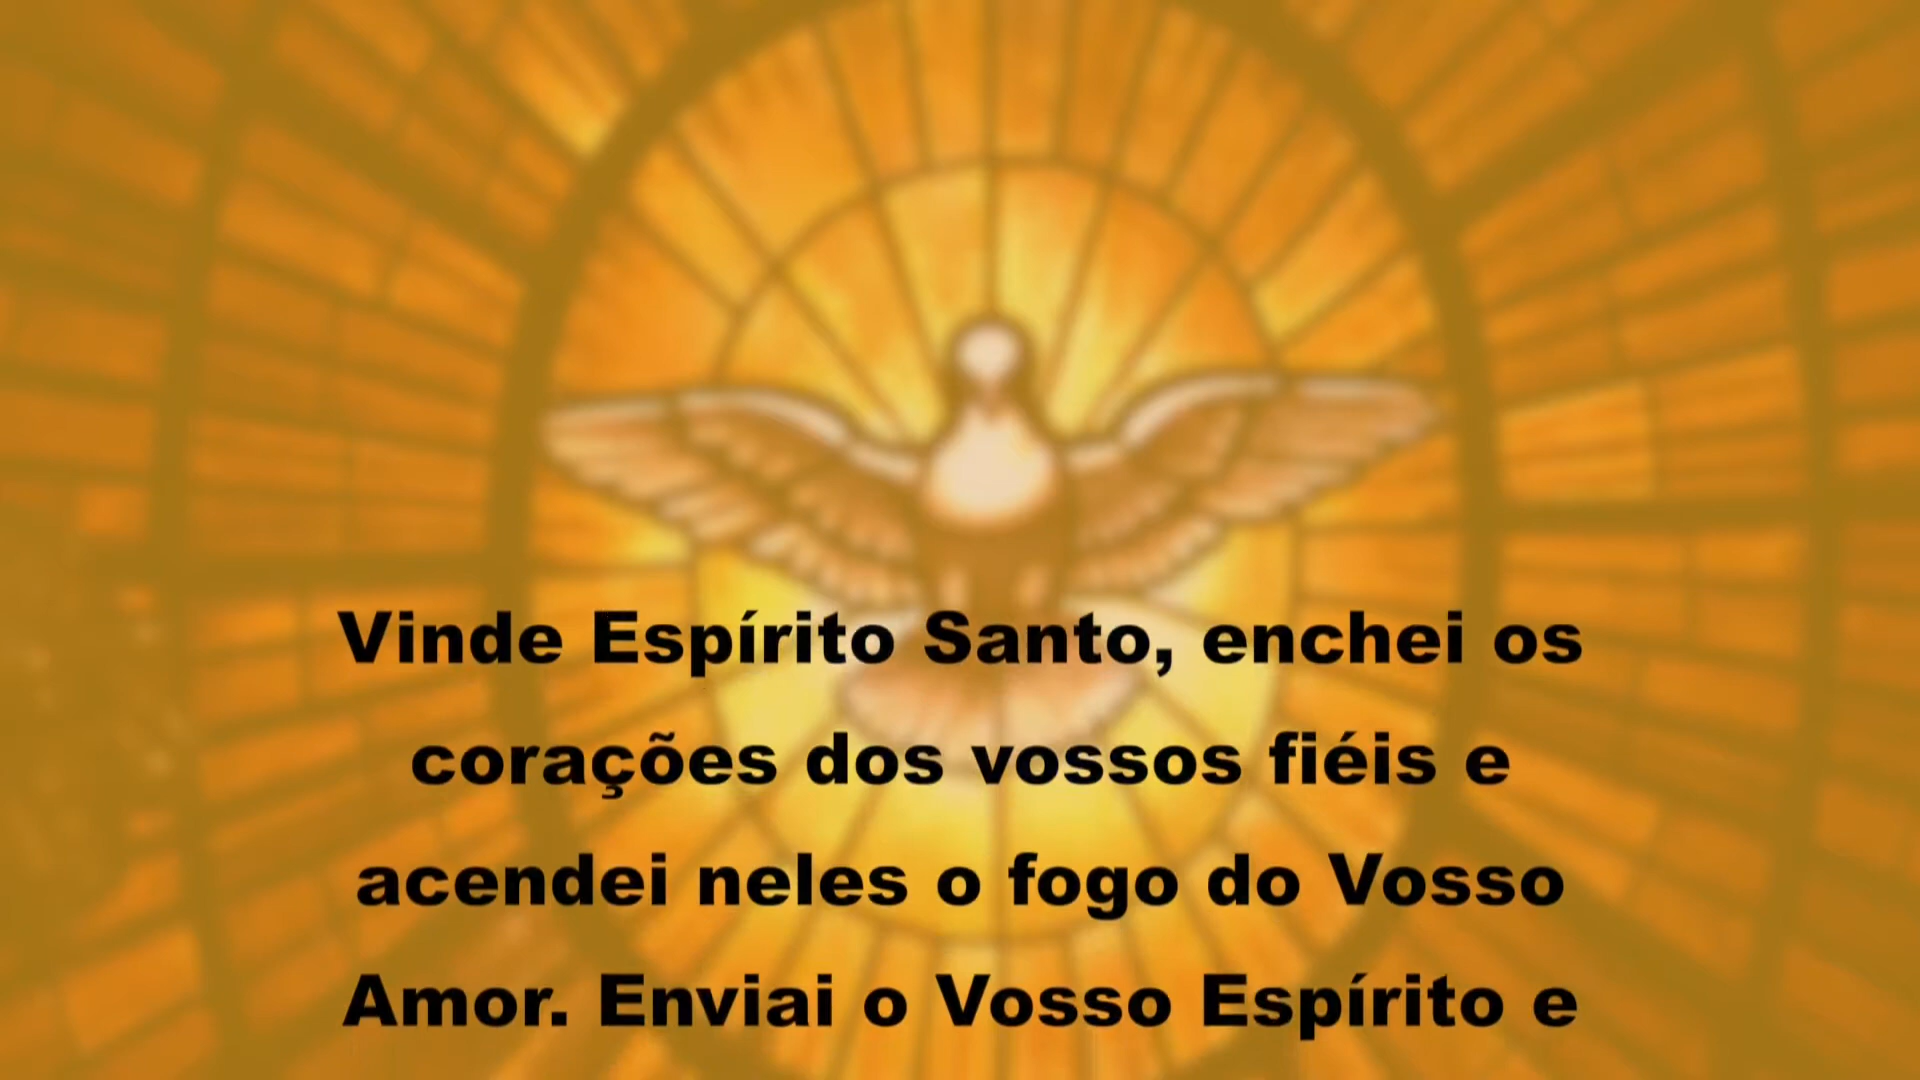 Vinde Espírito Santo, enchei os
corações dos vossos fiéis e
acendei neles o fogo do Vosso
Amor. Enviai o Vosso Espírito e